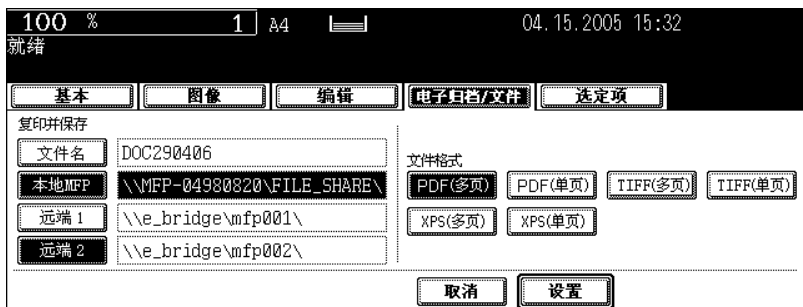 100 % 1 A4 04.15.2005 15:32
就绪
基本 图像 编辑 电子归档/文件 选定项
复印并保存
文件名 DOC290406
文件格式
本地MFP \\MFP-04980820\FILE_SHARE\ PDF(多页) PDF(单页) TIFF(多页) TIFF(单页)
远端 1 \\e_bridge\mfp001\ XPS(多页) XPS(单页)
远端 2 \\e_bridge\mfp002\
取消 设置